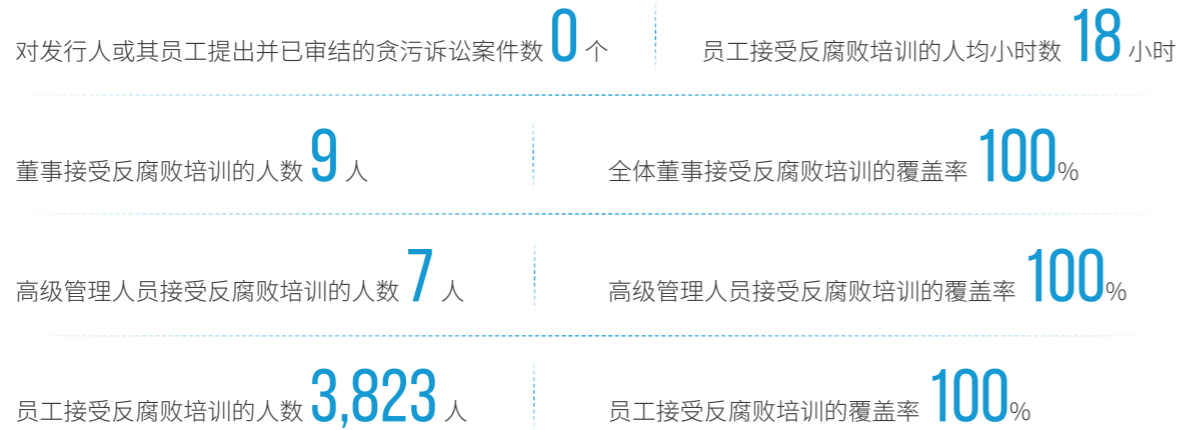 对发行人或其员工提出并已审结的贪污诉讼案件数 0 个 员工接受反腐败培训的人均小时数 18 小时
董事接受反腐败培训的人数 9 人 全体董事接受反腐败培训的覆盖率 100%
高级管理人员接受反腐败培训的人数 7 人 高级管理人员接受反腐败培训的覆盖率 100%
员工接受反腐败培训的人数 3,823 人 员工接受反腐败培训的覆盖率 100%